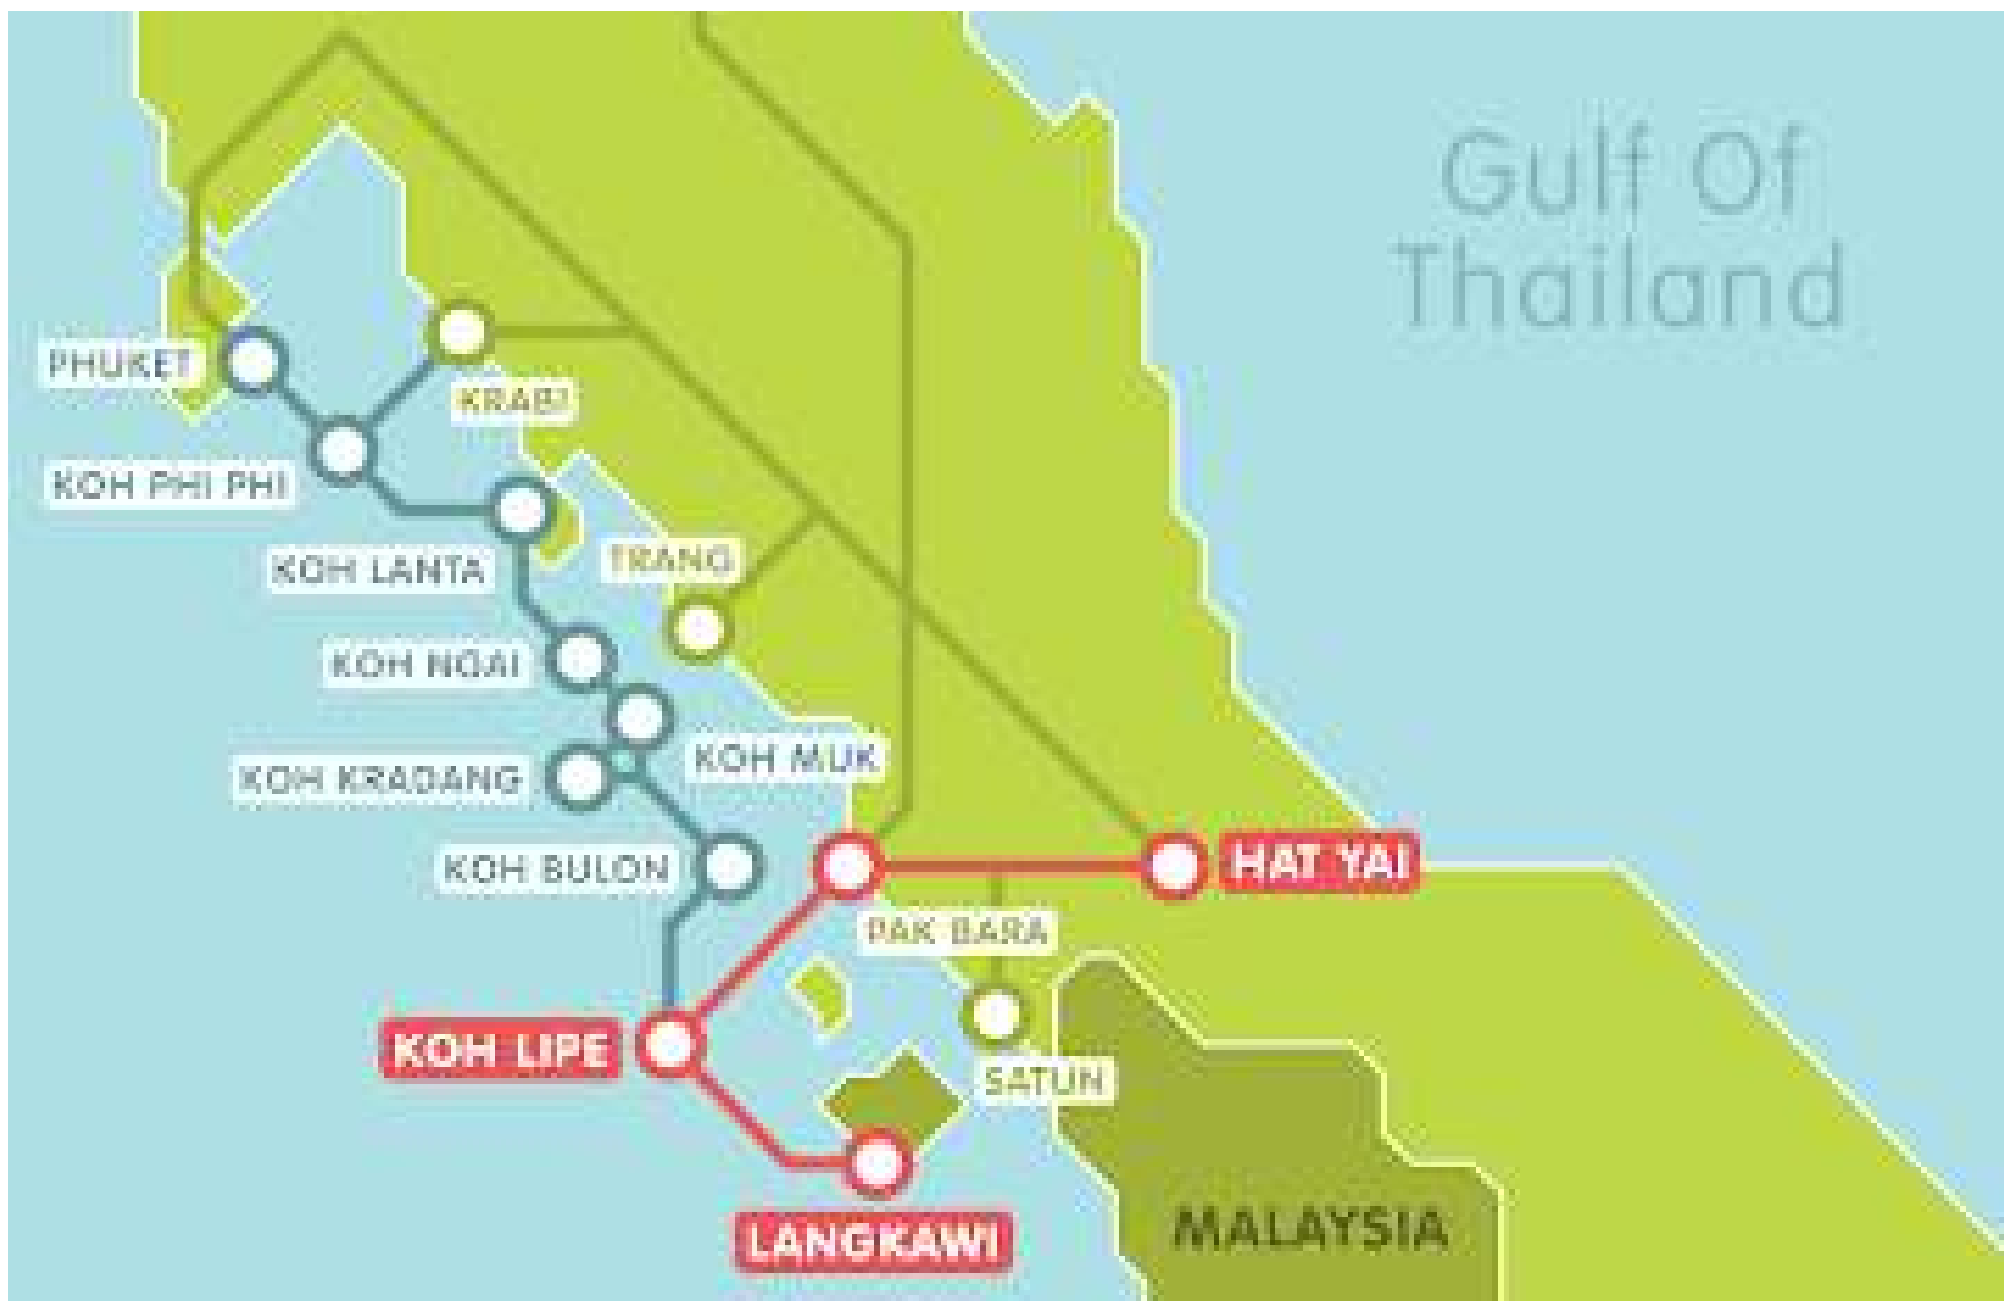 Gulf Of
Thailand
PHUKET
KRABI
KOH PHI PHI
KOH LANTA
TRANG
KOH NGAI
KOH MUK
KOH KRADANG
HAT YAI
KOH BULON
PAK BARA
KOH LIPE
SATUN
MALAYSIA
LANGKAWI